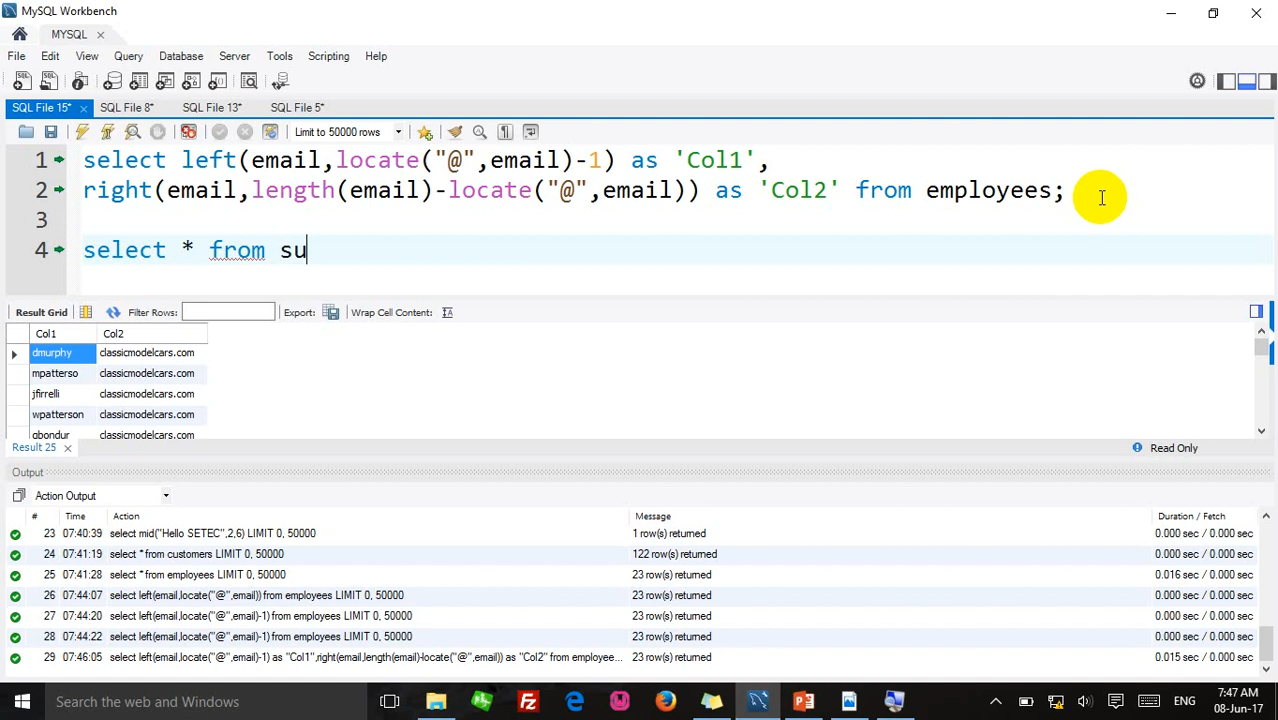 MySQL Workbench
MYSQL
File Edit View Query Database Server Tools Scripting Help
SQL File 15* SQL File 8* SQL File 13* SQL File 5*
Limit to 50000 rows
1 select left(email,locate("@",email)-1) as 'Col1',
2 right(email,length(email)-locate("@",email)) as 'Col2' from employees;
3
4 select * from su
Result Grid Filter Rows: Export: Wrap Cell Content:
Col1 Col2
dmurphy classicmodelcars.com
mpatterso classicmodelcars.com
jfirrelli classicmodelcars.com
wpatterson classicmodelcars.com
gbondur classicmodelcars.com
Result 25 Read Only
Output
Action Output
# Time Action Message Duration / Fetch
23 07:40:39 select mid("Hello SETEC",2,6) LIMIT 0, 50000 1 row(s) returned 0.000 sec / 0.000 sec
24 07:41:19 select * from customers LIMIT 0, 50000 122 row(s) returned 0.000 sec / 0.000 sec
25 07:41:28 select * from employees LIMIT 0, 50000 23 row(s) returned 0.016 sec / 0.000 sec
26 07:44:07 select left(email,locate("@",email)) from employees LIMIT 0, 50000 23 row(s) returned 0.000 sec / 0.000 sec
27 07:44:20 select left(email,locate("@",email)-1) from employees LIMIT 0, 50000 23 row(s) returned 0.000 sec / 0.000 sec
28 07:44:22 select left(email,locate("@",email)-1) from employees LIMIT 0, 50000 23 row(s) returned 0.000 sec / 0.000 sec
29 07:46:05 select left(email,locate("@",email)-1) as "Col1",right(email,length(email)-locate("@",email)) as "Col2" from employee... 23 row(s) returned 0.015 sec / 0.000 sec
Search the web and Windows
ENG
7:47 AM
08-Jun-17